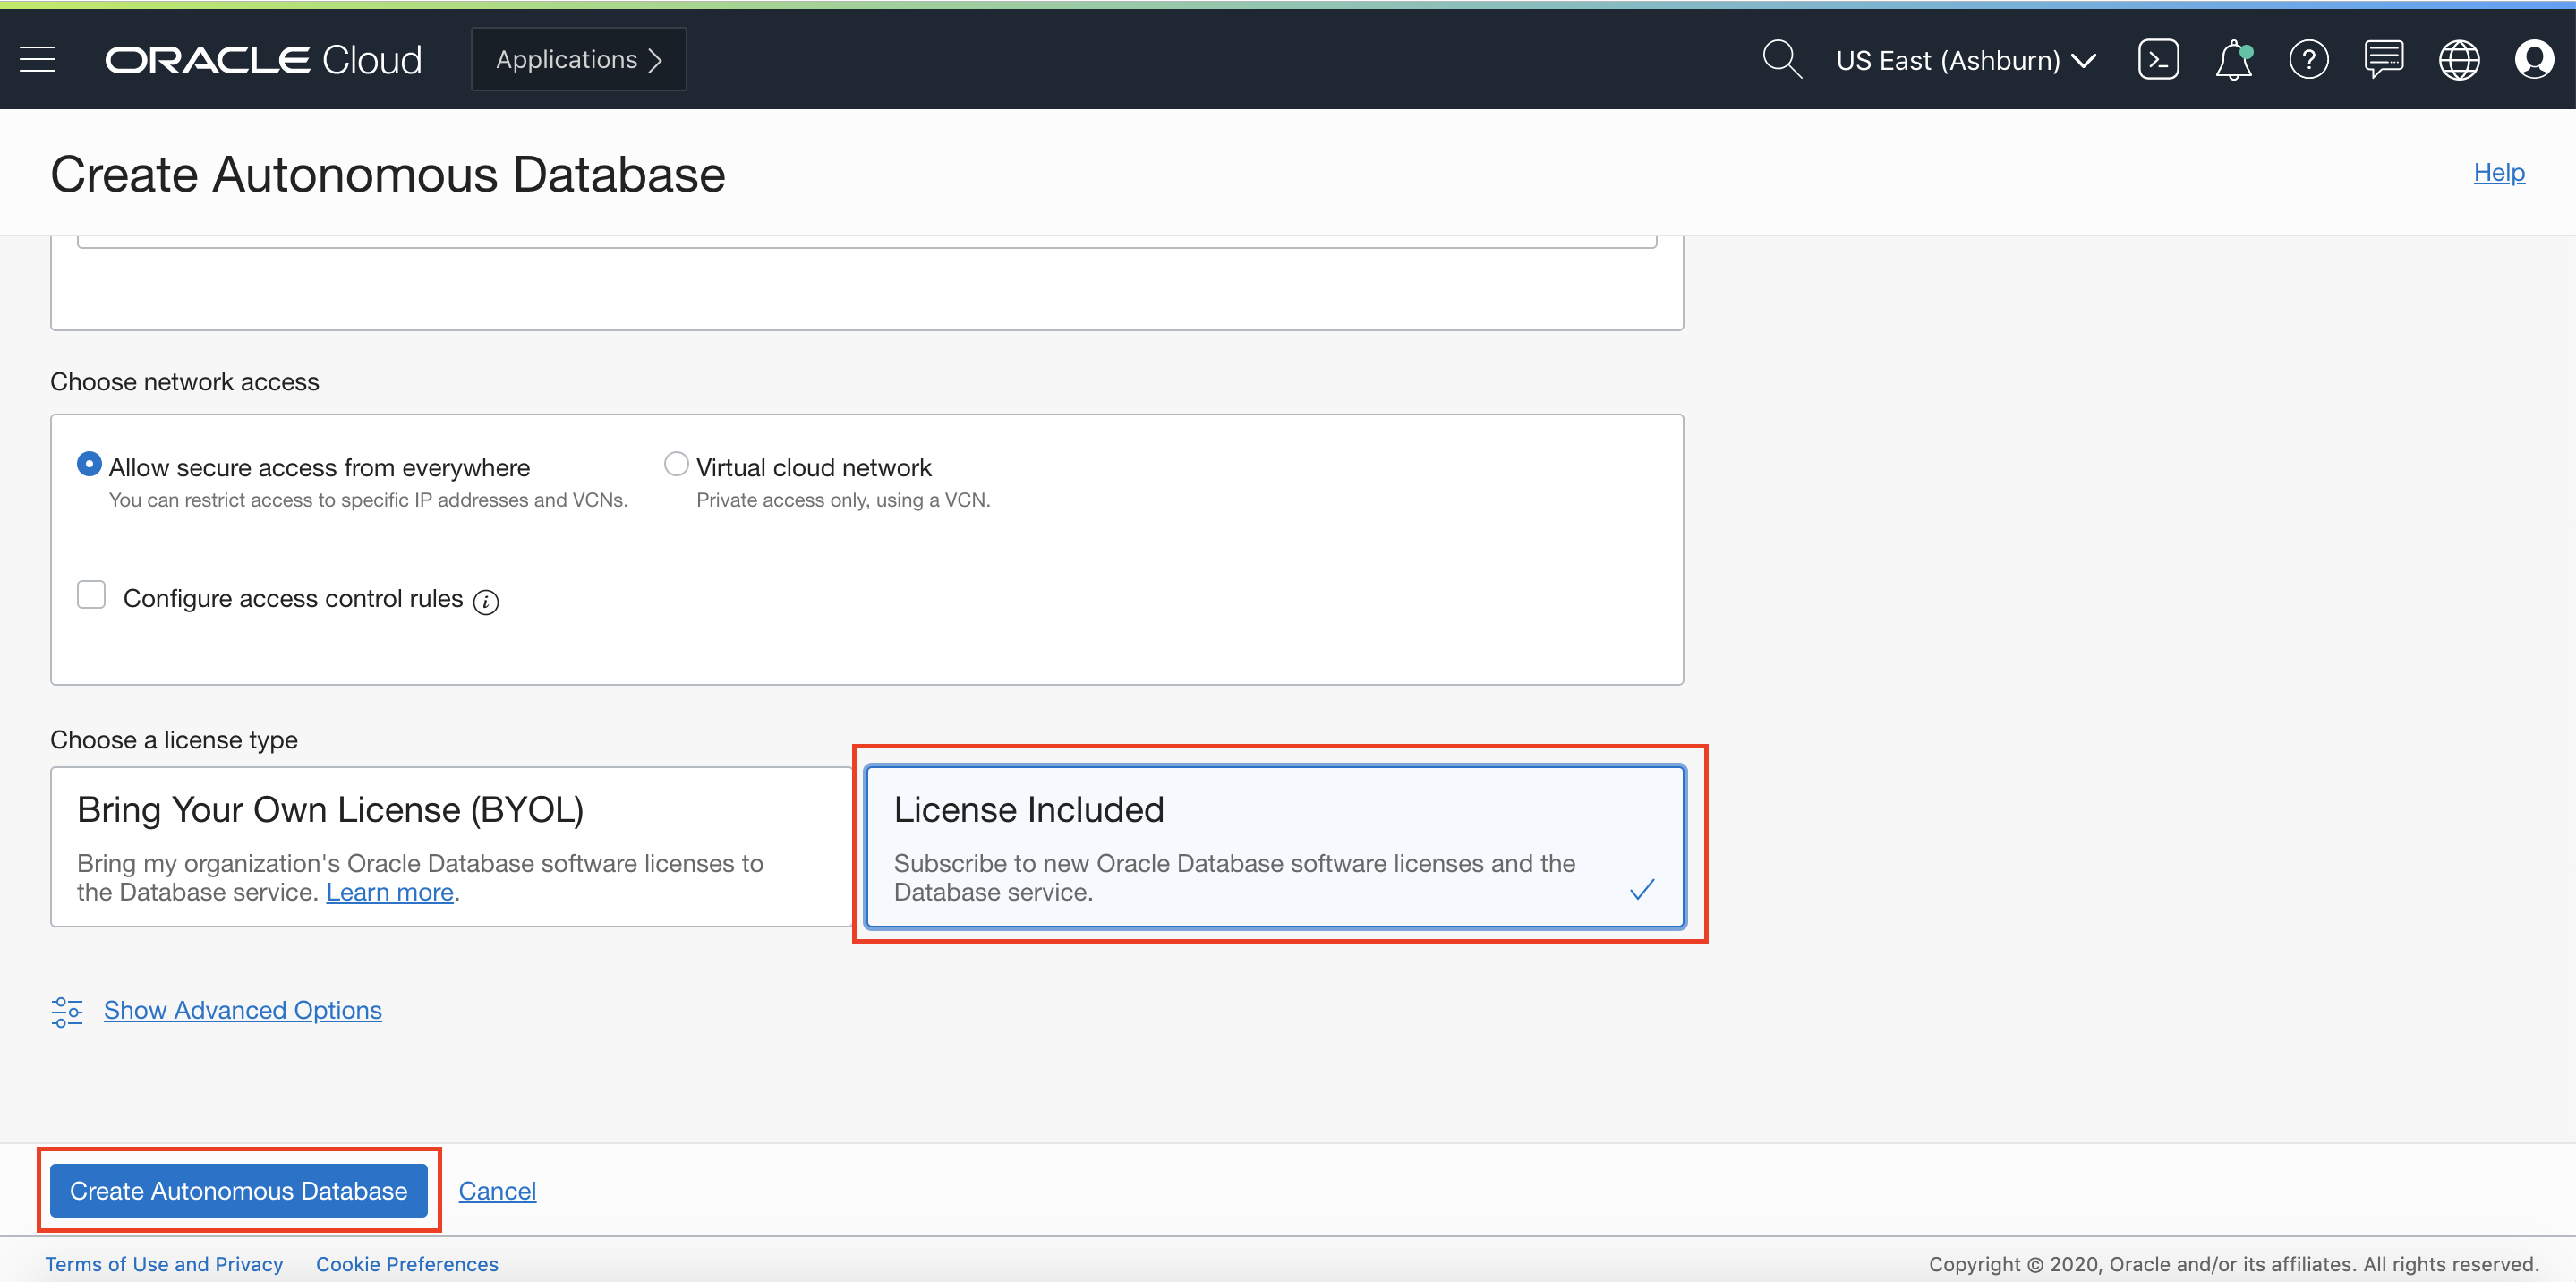 ORACLE Cloud
Applications
US East (Ashburn)
Create Autonomous Database
Help
Choose network access
Allow secure access from everywhere
You can restrict access to specific IP addresses and VCNs.
Virtual cloud network
Private access only, using a VCN.
Configure access control rules
Choose a license type
Bring Your Own License (BYOL)
Bring my organization's Oracle Database software licenses to
the Database service. Learn more.
License Included
Subscribe to new Oracle Database software licenses and the
Database service.
Show Advanced Options
Create Autonomous Database
Cancel
Terms of Use and Privacy
Cookie Preferences
Copyright © 2020, Oracle and/or its affiliates. All rights reserved.